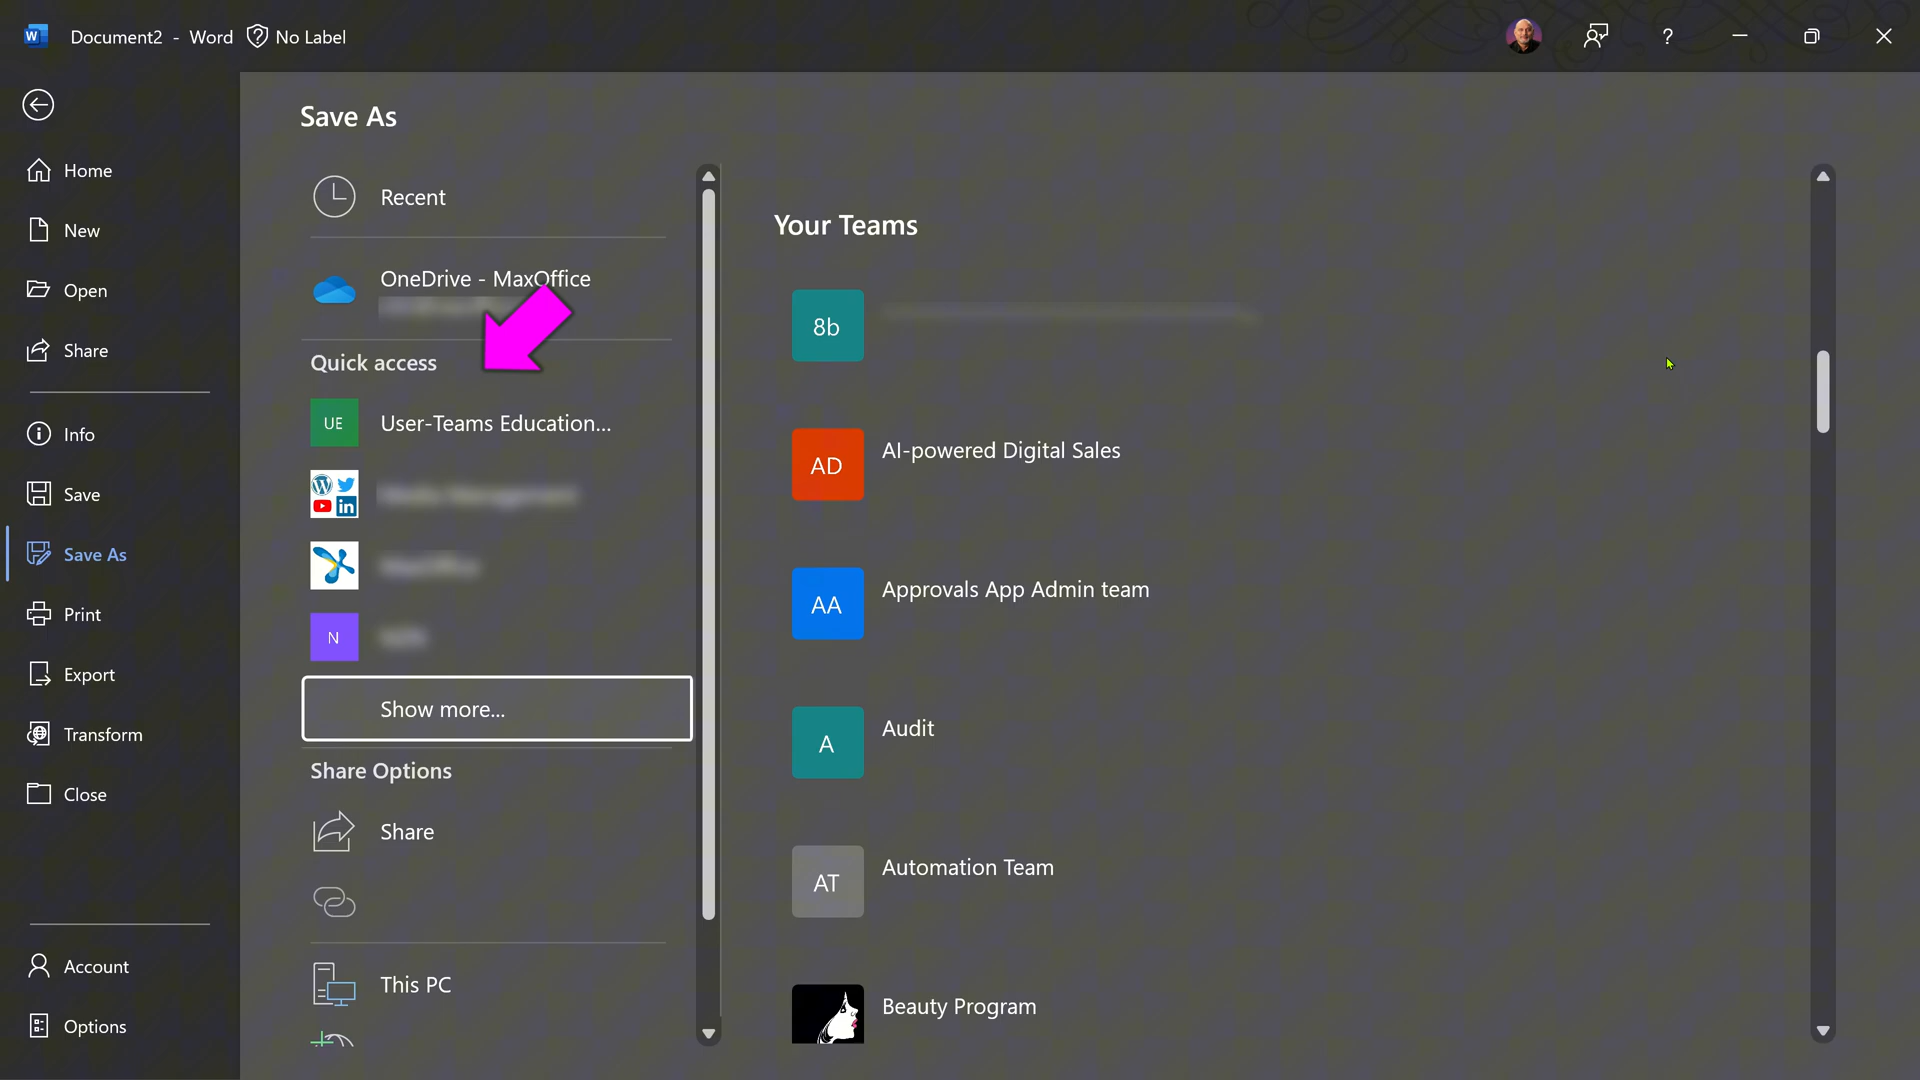 W Document2 - Word No Label
?
Save As
Home
New
Open
Share
Info
Save
Save As
Print
Export
Transform
Close
Account
Options
Recent
OneDrive - MaxOffice
Quick access
UE User-Teams Education...
N
Show more...
Share Options
Share
This PC
Your Teams
8b
AD AI-powered Digital Sales
AA Approvals App Admin team
A Audit
AT Automation Team
Beauty Program